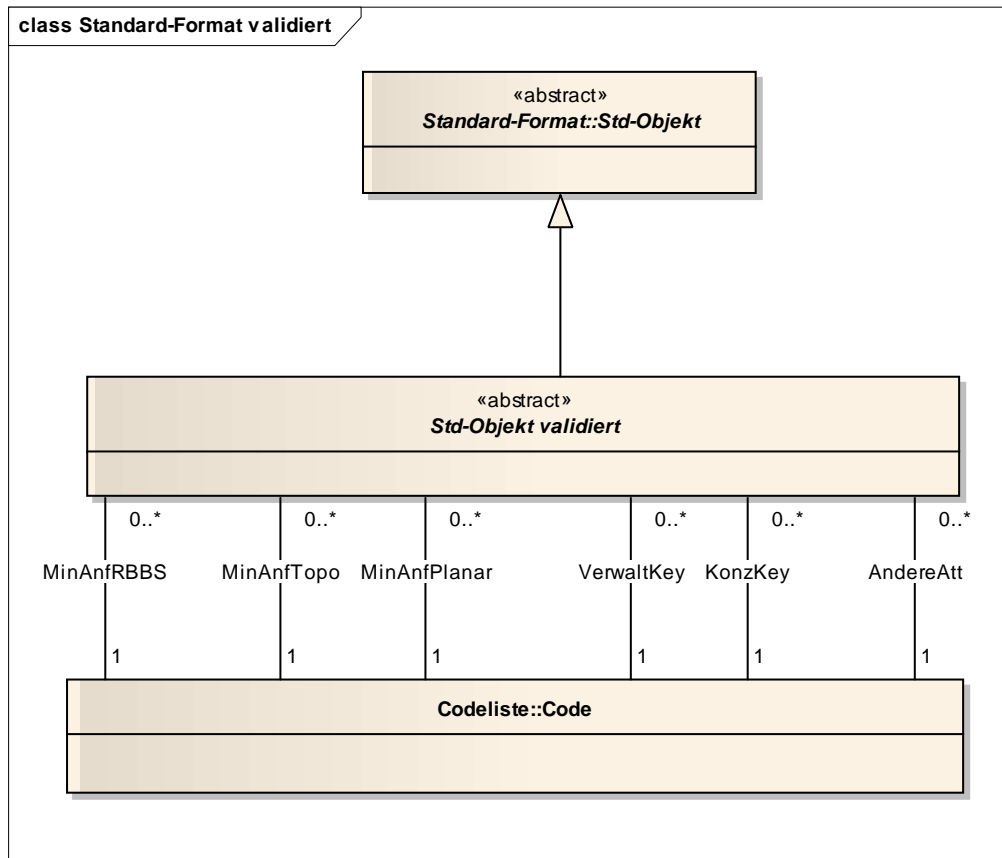 class Standard-Format validiert
«abstract»
Standard-Format::Std-Objekt
«abstract»
Std-Objekt validiert
0..* 0..* 0..* 0..* 0..* 0..*
MinAnfRBBS MinAnfTopo MinAnfPlanar VerwaltKey KonzKey AndereAtt
1 1 1 1 1 1
Codeliste::Code